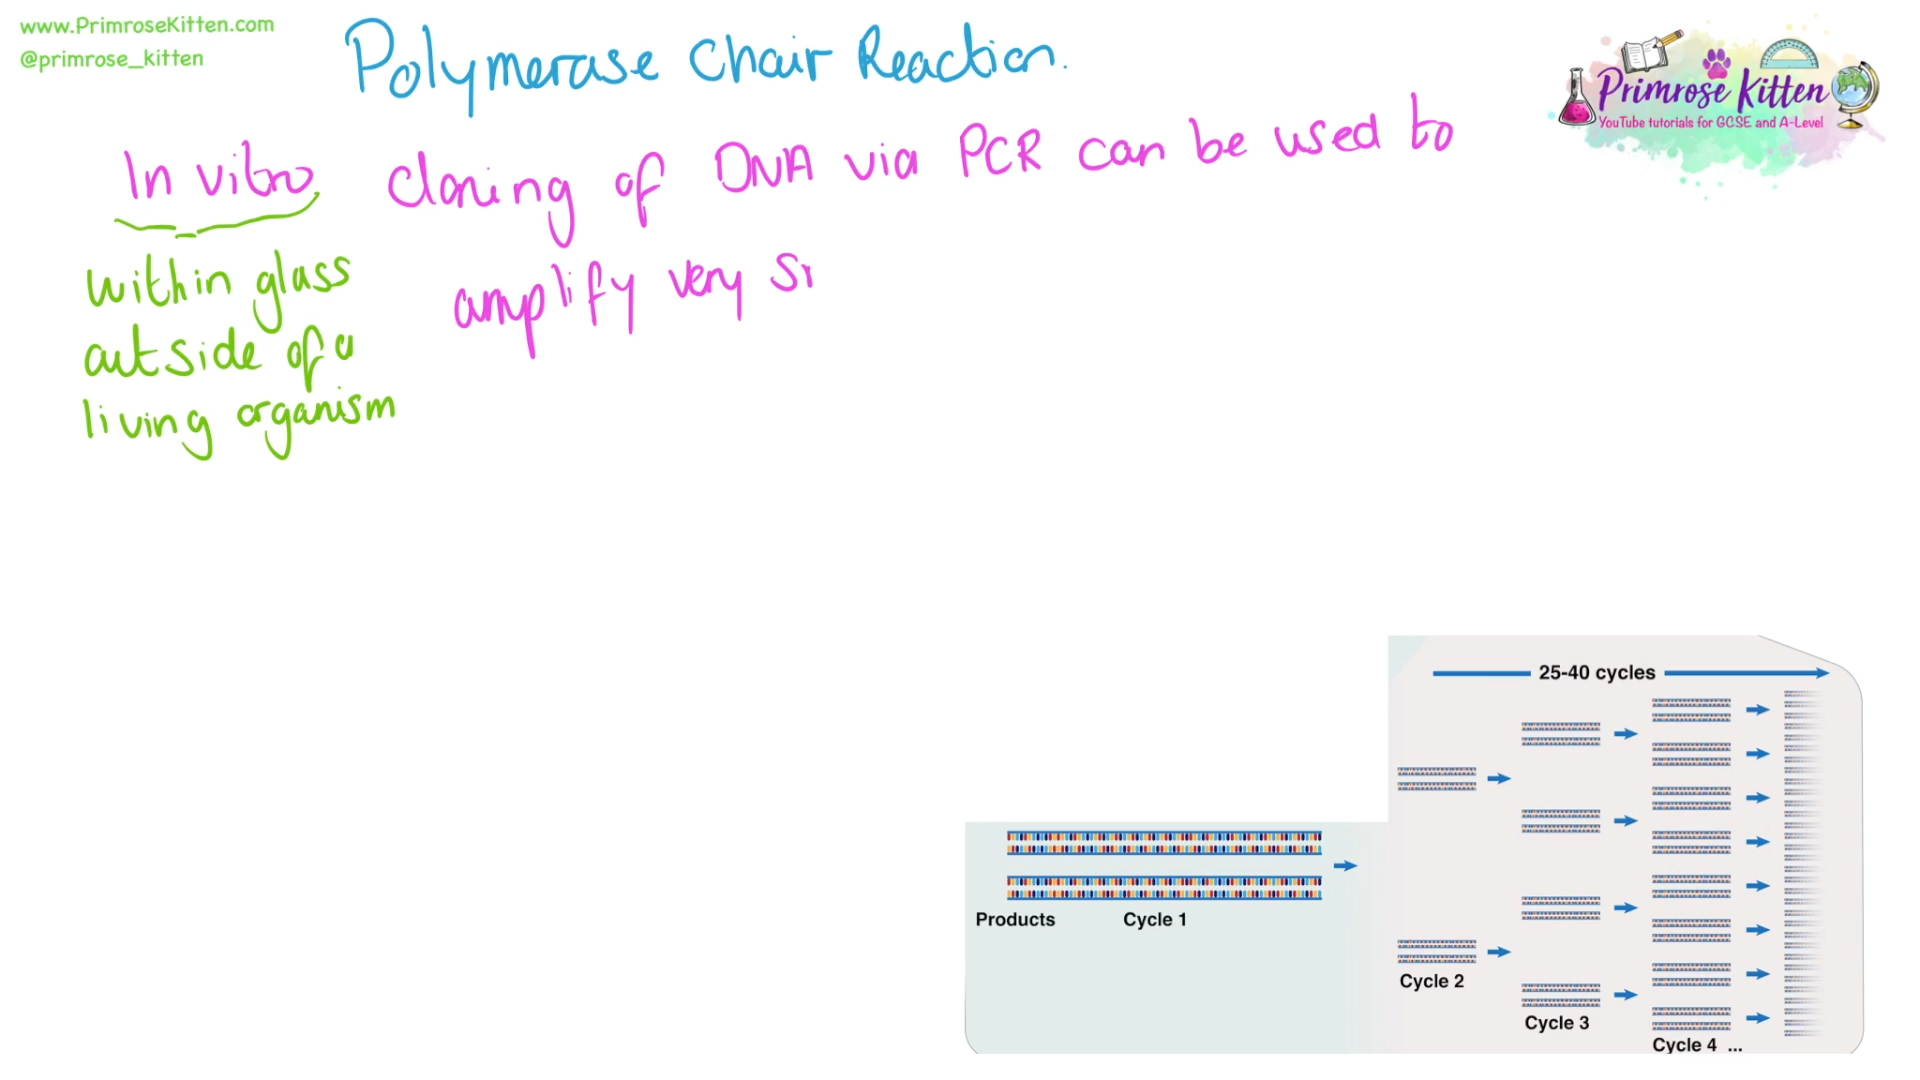 www.PrimroseKitten.com
@primrose_kitten
Polymerase Chain Reaction.
Primrose Kitten
YouTube tutorials for GCSE and A-Level
In vitro cloning of DNA via PCR can be used to
amplify very
within glass
outside of a
living organism
25-40 cycles
Products
Cycle 1
Cycle 2
Cycle 3
Cycle 4 ...